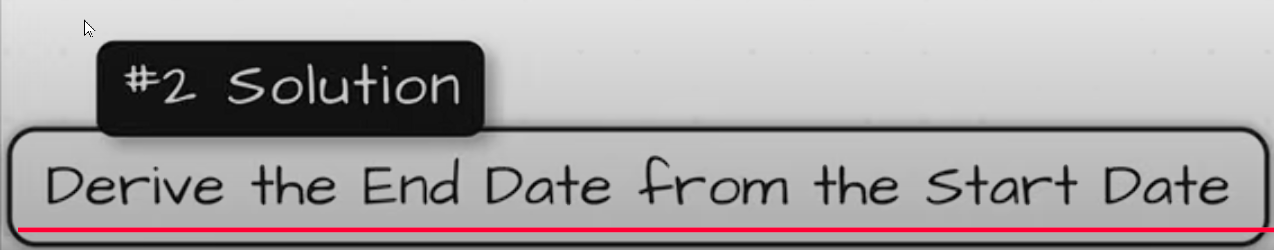 #2 Solution
Derive the End Date from the Start Date